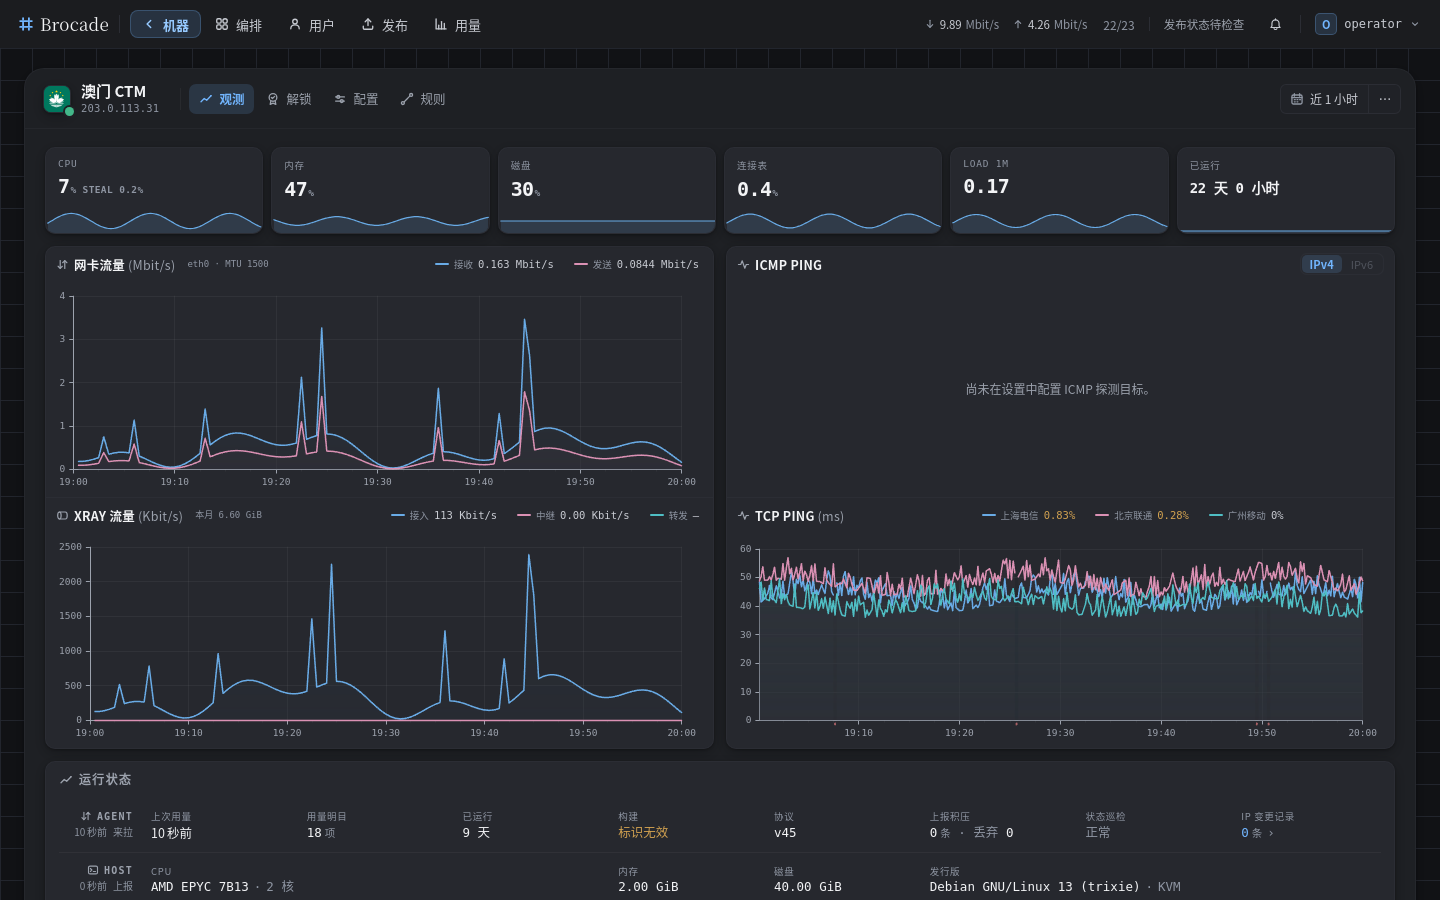 Brocade 机器 编排 用户 发布 用量 ↓ 9.89 Mbit/s ↑ 4.26 Mbit/s 22/23 发布状态待检查 O operator
澳门 CTM
203.0.113.31
观测 解锁 配置 规则 近 1 小时 ···
CPU 内存 磁盘 连接表 LOAD 1M 已运行
7% STEAL 0.2% 47% 30% 0.4% 0.17 22 天 0 小时
网卡流量 (Mbit/s) eth0 · MTU 1500 接收 0.163 Mbit/s 发送 0.0844 Mbit/s
4
3
2
1
0
19:00 19:10 19:20 19:30 19:40 19:50 20:00
ICMP PING IPv4 IPv6
尚未在设置中配置 ICMP 探测目标。
XRAY 流量 (Kbit/s) 本月 6.60 GiB 接入 113 Kbit/s 中继 0.00 Kbit/s 转发 —
2500
2000
1500
1000
500
0
19:00 19:10 19:20 19:30 19:40 19:50 20:00
TCP PING (ms) 上海电信 0.83% 北京联通 0.28% 广州移动 0%
60
50
40
30
20
10
0
19:10 19:20 19:30 19:40 19:50 20:00
运行状态
AGENT 上次用量 用量明目 已运行 构建 协议 上报积压 状态巡检 IP 变更记录
10秒前 来拉 10秒前 18 项 9 天 标识无效 v45 0 条 · 丢弃 0 正常 0 条 ›
HOST CPU 内存 磁盘 发行版
0秒前 上报 AMD EPYC 7B13 · 2 核 2.00 GiB 40.00 GiB Debian GNU/Linux 13 (trixie) · KVM